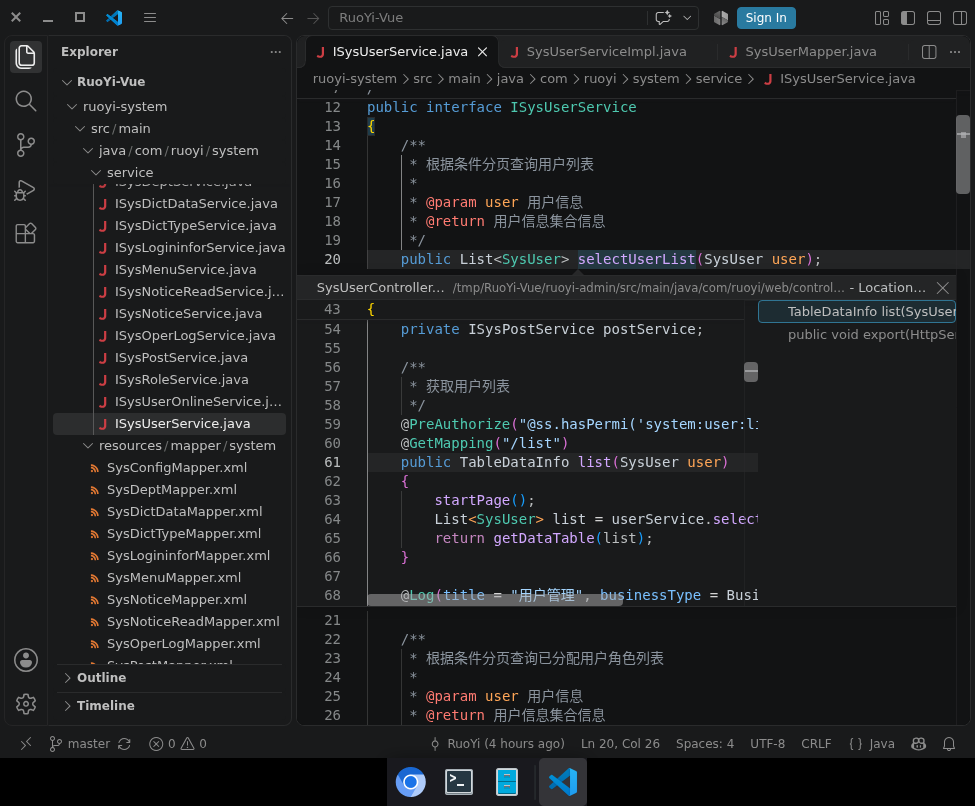 RuoYi-Vue
Sign In
Explorer
RuoYi-Vue
ruoyi-system
src/main
java/com/ruoyi/system
service
ISysDeptService.java
ISysDictDataService.java
ISysDictTypeService.java
ISysLogininforService.java
ISysMenuService.java
ISysNoticeReadService.j...
ISysNoticeService.java
ISysOperLogService.java
ISysPostService.java
ISysRoleService.java
ISysUserOnlineService.j...
ISysUserService.java
resources/mapper/system
SysConfigMapper.xml
SysDeptMapper.xml
SysDictDataMapper.xml
SysDictTypeMapper.xml
SysLogininforMapper.xml
SysMenuMapper.xml
SysNoticeMapper.xml
SysNoticeReadMapper.xml
SysOperLogMapper.xml
SysPostMapper.xml
Outline
Timeline
ISysUserService.java
SysUserServiceImpl.java
SysUserMapper.java
ruoyi-system > src > main > java > com > ruoyi > system > service > ISysUserService.java
12 public interface ISysUserService
13 {
14 /**
15 * 根据条件分页查询用户列表
16 *
17 * @param user 用户信息
18 * @return 用户信息集合信息
19 */
20 public List<SysUser> selectUserList(SysUser user);
SysUserController... /tmp/RuoYi-Vue/ruoyi-admin/src/main/java/com/ruoyi/web/control... - Location...
43 {
54 private ISysPostService postService;
55
56 /**
57 * 获取用户列表
58 */
59 @PreAuthorize("@ss.hasPermi('system:user:li
60 @GetMapping("/list")
61 public TableDataInfo list(SysUser user)
62 {
63 startPage();
64 List<SysUser> list = userService.select
65 return getDataTable(list);
66 }
67
68 @Log(title = "用户管理", businessType = Busi
TableDataInfo list(SysUser
public void export(HttpSe
21
22 /**
23 * 根据条件分页查询已分配用户角色列表
24 *
25 * @param user 用户信息
26 * @return 用户信息集合信息
master
0
0
RuoYi (4 hours ago)
Ln 20, Col 26
Spaces: 4
UTF-8
CRLF
{ } Java